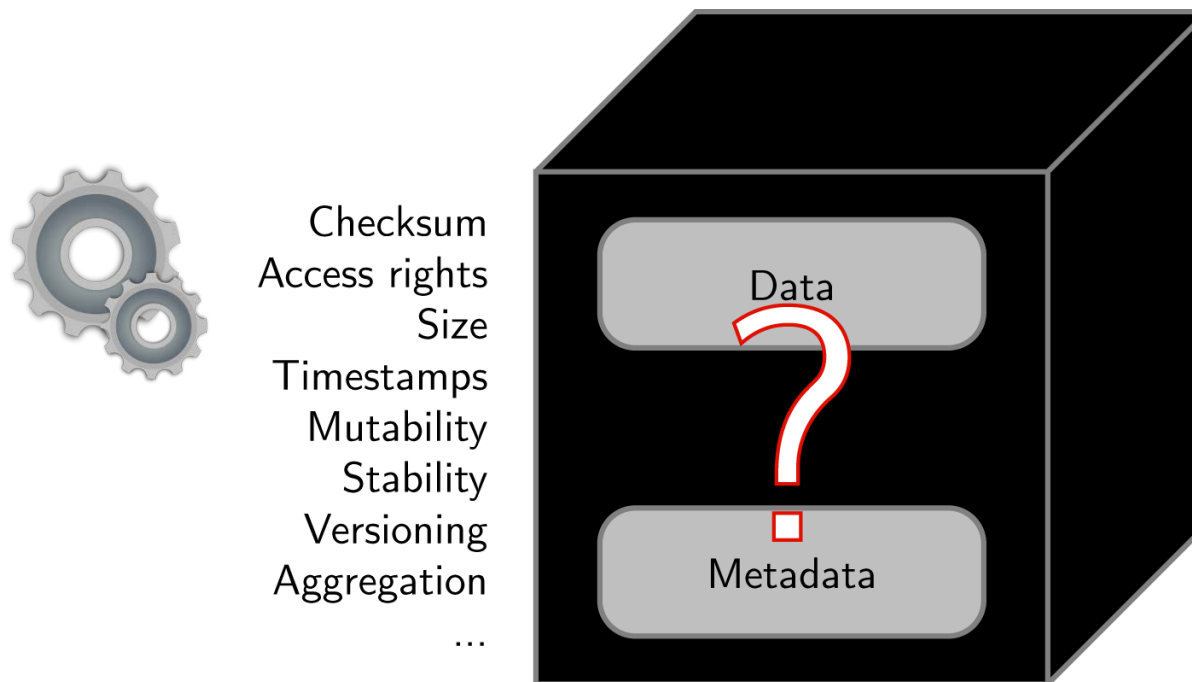 Checksum
Access rights
Size
Timestamps
Mutability
Stability
Versioning
Aggregation
...
Data
?
Metadata